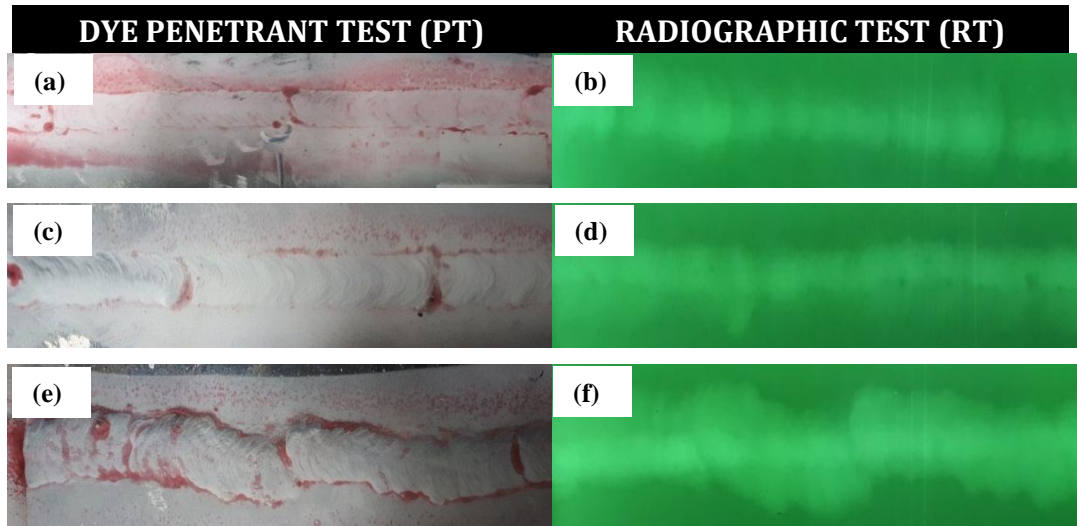 DYE PENETRANT TEST (PT) RADIOGRAPHIC TEST (RT)
(a) (b)
(c) (d)
(e) (f)